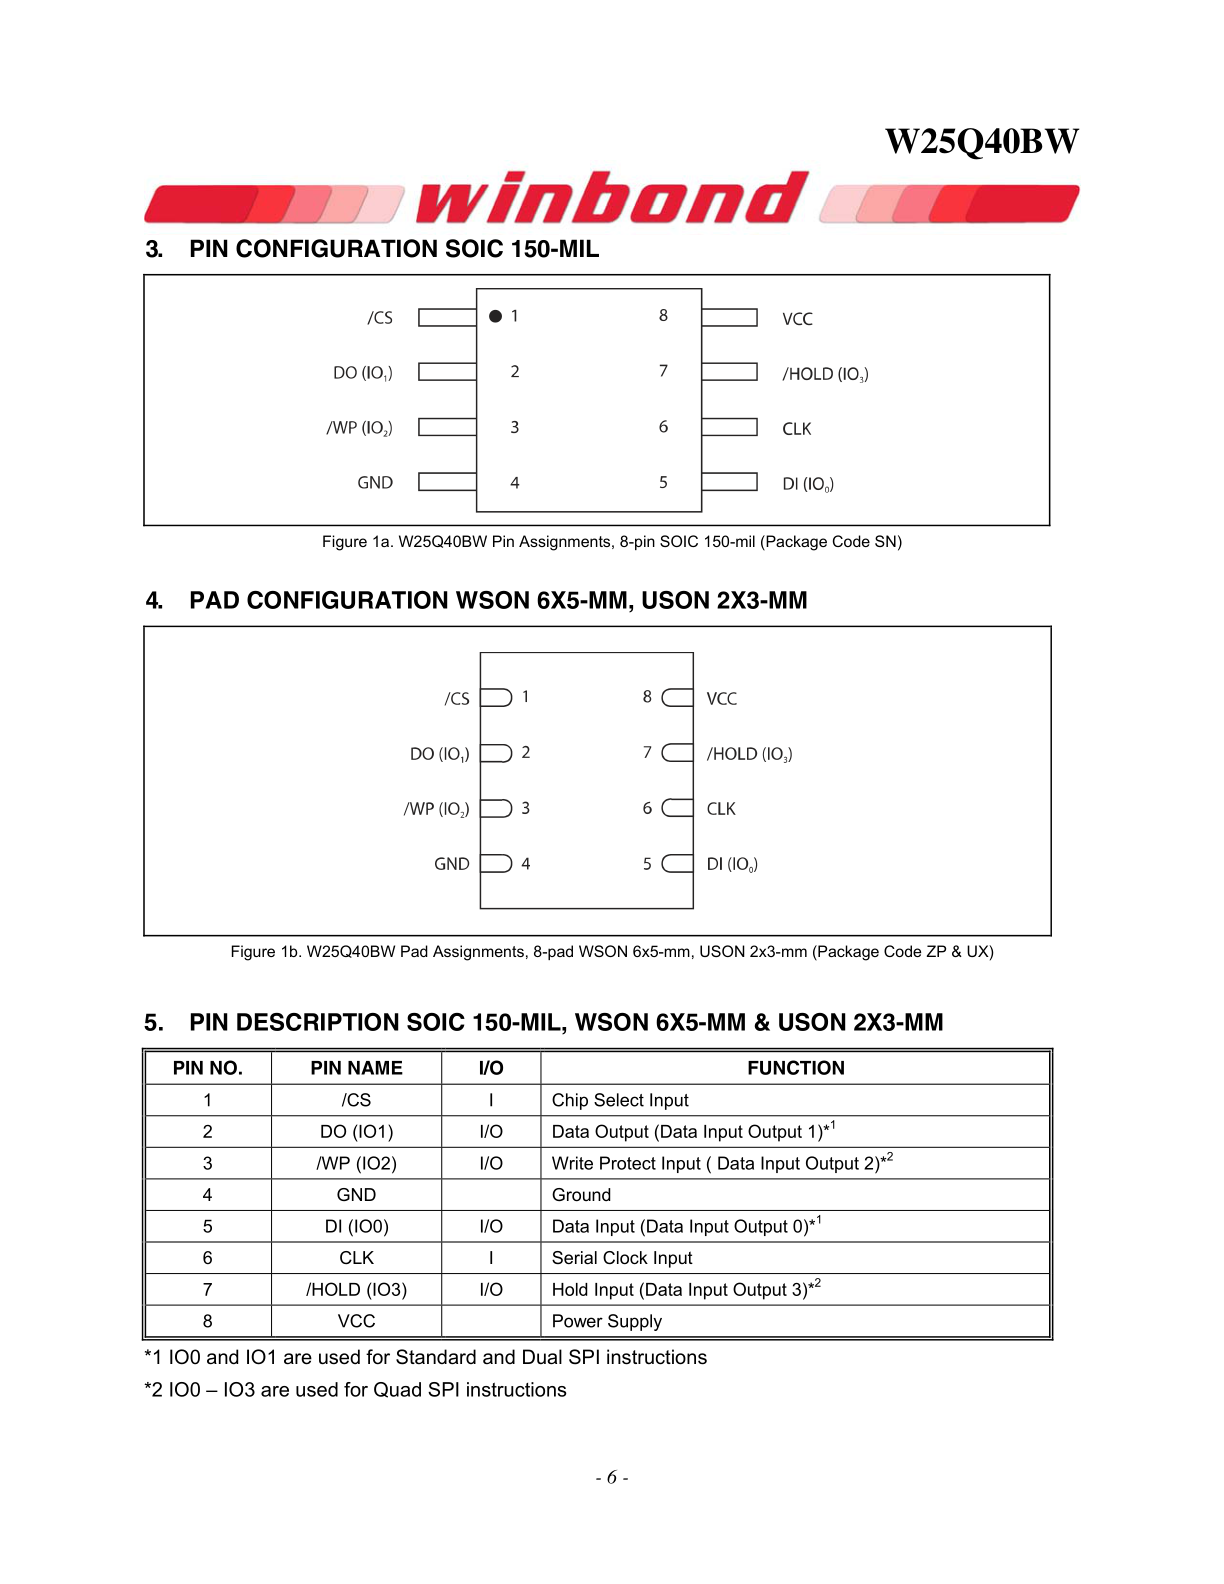 W25Q40BW
winbond
3. PIN CONFIGURATION SOIC 150-MIL
/CS 1 8 VCC
DO (IO1) 2 7 /HOLD (IO3)
/WP (IO2) 3 6 CLK
GND 4 5 DI (IO0)
Figure 1a. W25Q40BW Pin Assignments, 8-pin SOIC 150-mil (Package Code SN)
4. PAD CONFIGURATION WSON 6X5-MM, USON 2X3-MM
/CS 1 8 VCC
DO (IO1) 2 7 /HOLD (IO3)
/WP (IO2) 3 6 CLK
GND 4 5 DI (IO0)
Figure 1b. W25Q40BW Pad Assignments, 8-pad WSON 6x5-mm, USON 2x3-mm (Package Code ZP & UX)
5. PIN DESCRIPTION SOIC 150-MIL, WSON 6X5-MM & USON 2X3-MM
PIN NO. PIN NAME I/O FUNCTION
1 /CS I Chip Select Input
2 DO (IO1) I/O Data Output (Data Input Output 1)*1
3 /WP (IO2) I/O Write Protect Input ( Data Input Output 2)*2
4 GND Ground
5 DI (IO0) I/O Data Input (Data Input Output 0)*1
6 CLK I Serial Clock Input
7 /HOLD (IO3) I/O Hold Input (Data Input Output 3)*2
8 VCC Power Supply
*1 IO0 and IO1 are used for Standard and Dual SPI instructions
*2 IO0 – IO3 are used for Quad SPI instructions
- 6 -